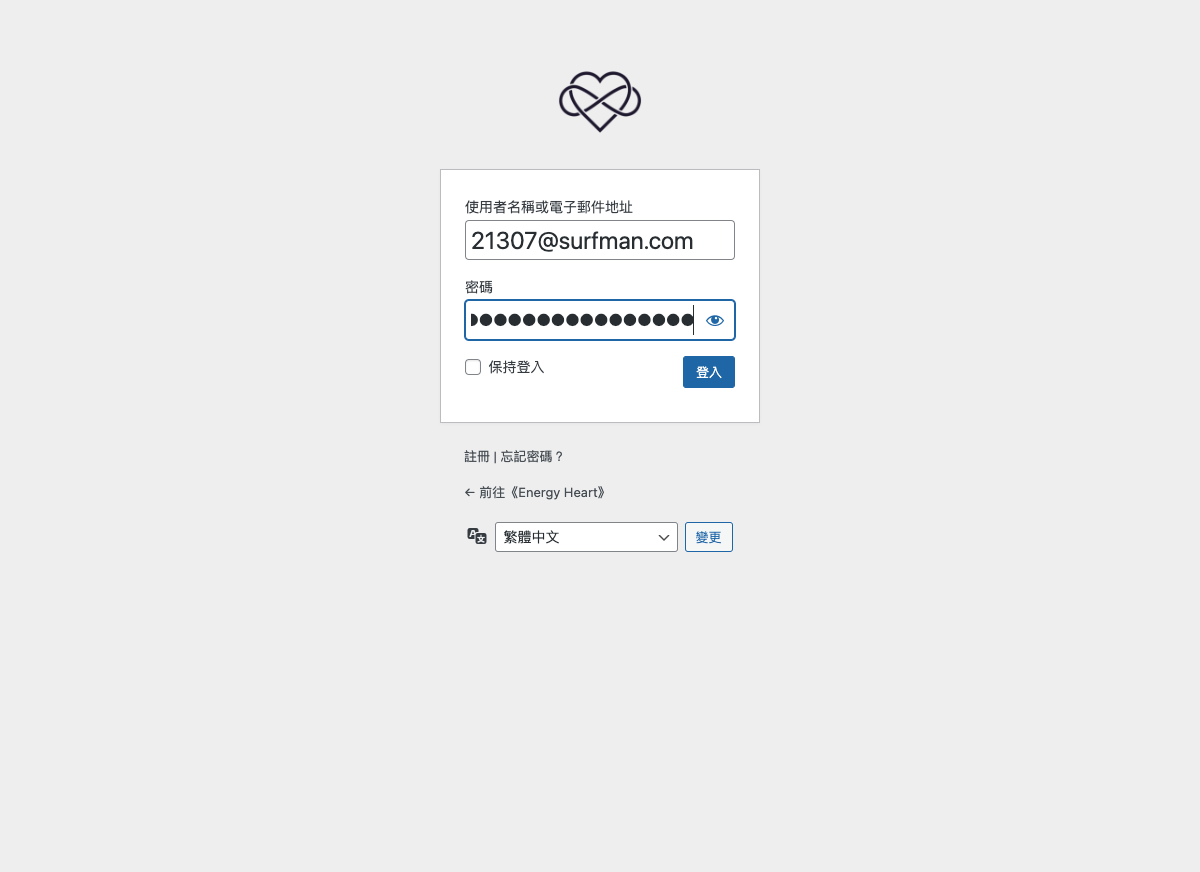 使用者名稱或電子郵件地址
21307@surfman.com
密碼
●●●●●●●●●●●●●●●●
保持登入
登入
註冊 | 忘記密碼？
← 前往《Energy Heart》
繁體中文
變更